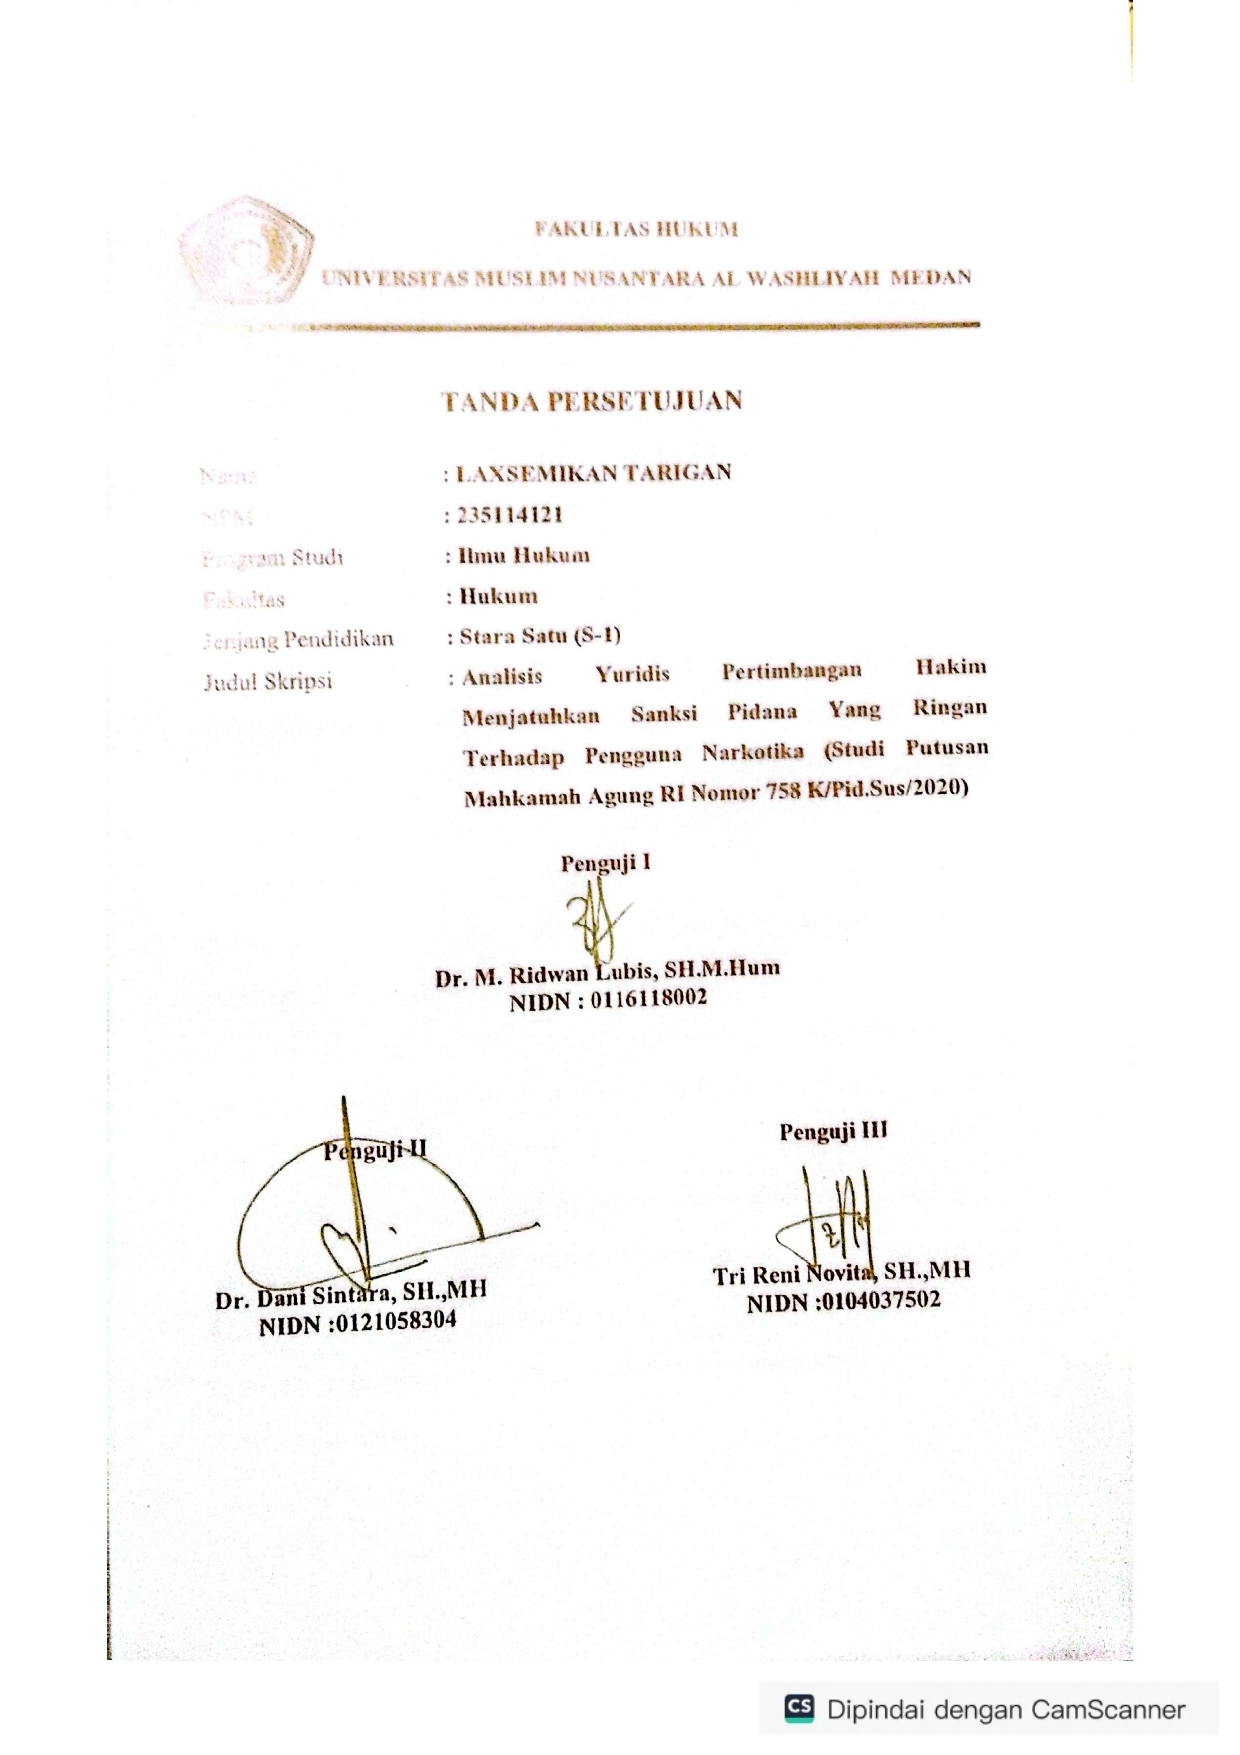 FAKULTAS HUKUM
UNIVERSITAS MUSLIM NUSANTARA AL WASHLIYAH MEDAN
TANDA PERSETUJUAN
Nama : LAXSEMIKAN TARIGAN
NPM : 235114121
Program Studi : Ilmu Hukum
Fakultas : Hukum
Jenjang Pendidikan : Stara Satu (S-1)
Judul Skripsi : Analisis Yuridis Pertimbangan Hakim
Menjatuhkan Sanksi Pidana Yang Ringan
Terhadap Pengguna Narkotika (Studi Putusan
Mahkamah Agung RI Nomor 758 K/Pid.Sus/2020)
Penguji I
Dr. M. Ridwan Lubis, SH.M.Hum
NIDN : 0116118002
Penguji II
Dr. Dani Sintara, SH.,MH
NIDN :0121058304
Penguji III
Tri Reni Novita, SH.,MH
NIDN :0104037502
CS Dipindai dengan CamScanner